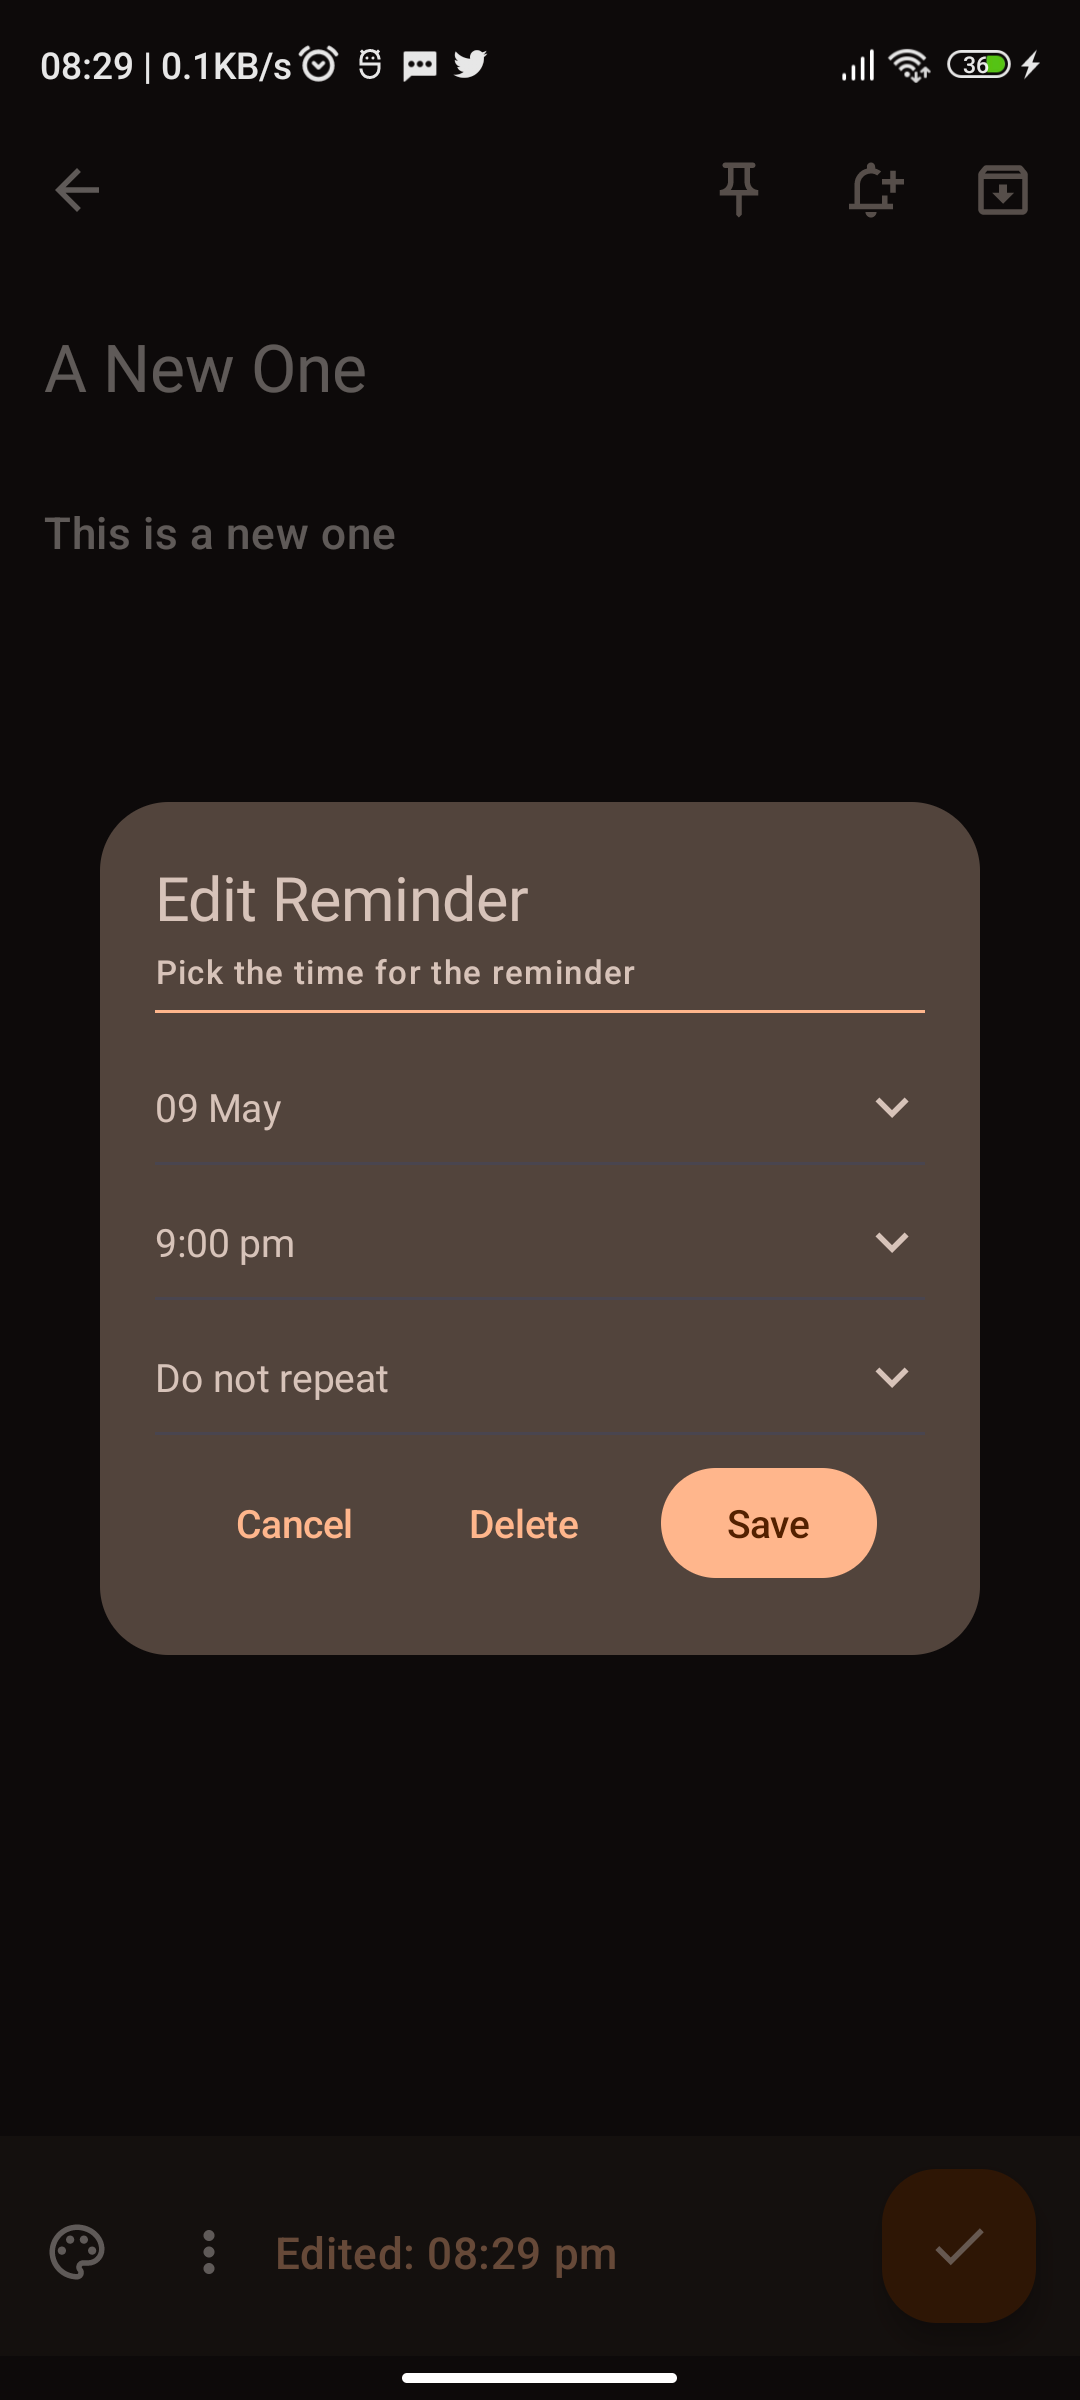 08:29 | 0.1KB/s 36
A New One
This is a new one
Edit Reminder
Pick the time for the reminder
09 May
9:00 pm
Do not repeat
Cancel Delete Save
Edited: 08:29 pm